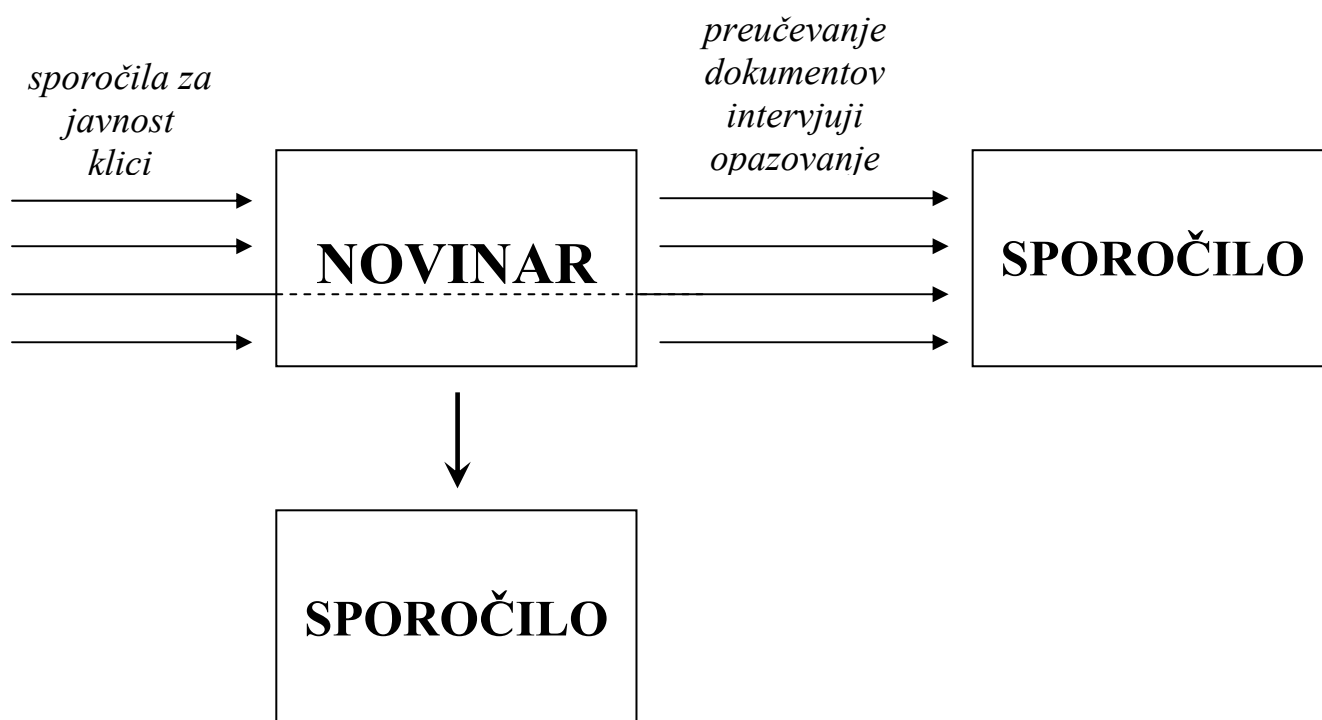 sporočila za
javnost
klici
preučevanje
dokumentov
intervjuji
opazovanje
NOVINAR
SPOROČILO
SPOROČILO